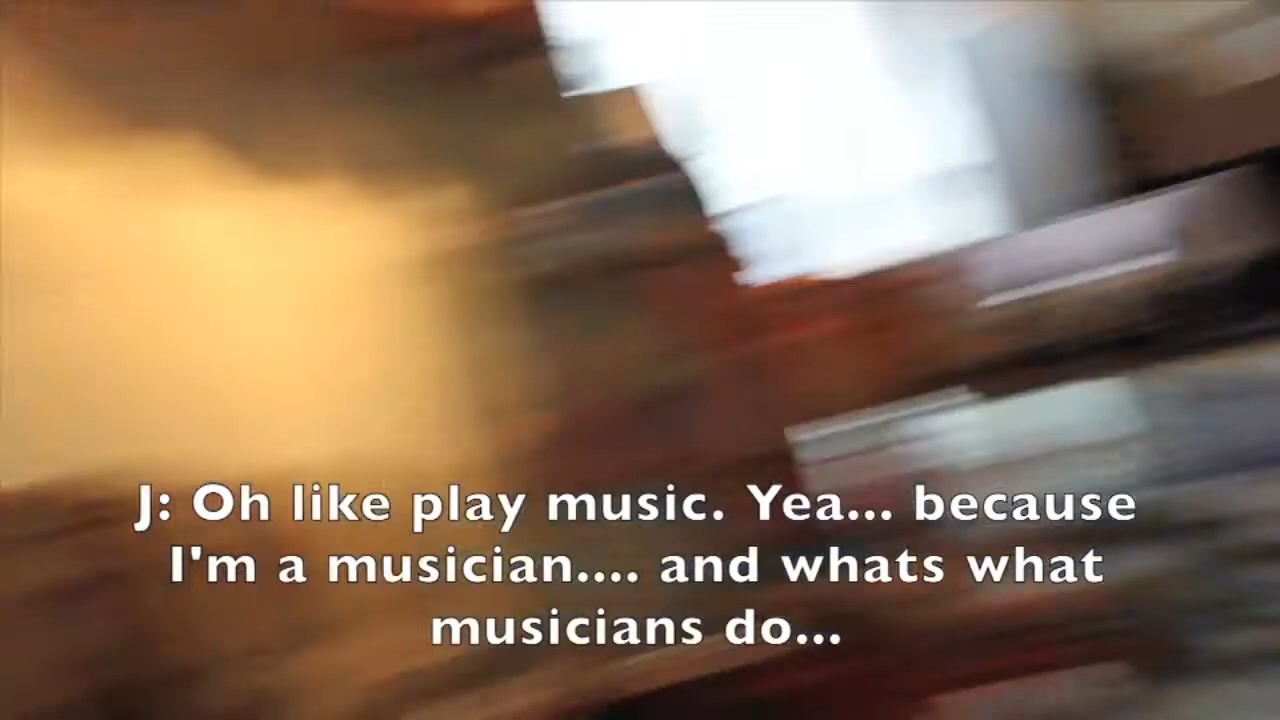 J: Oh like play music. Yea... because
I'm a musician.... and whats what
musicians do...